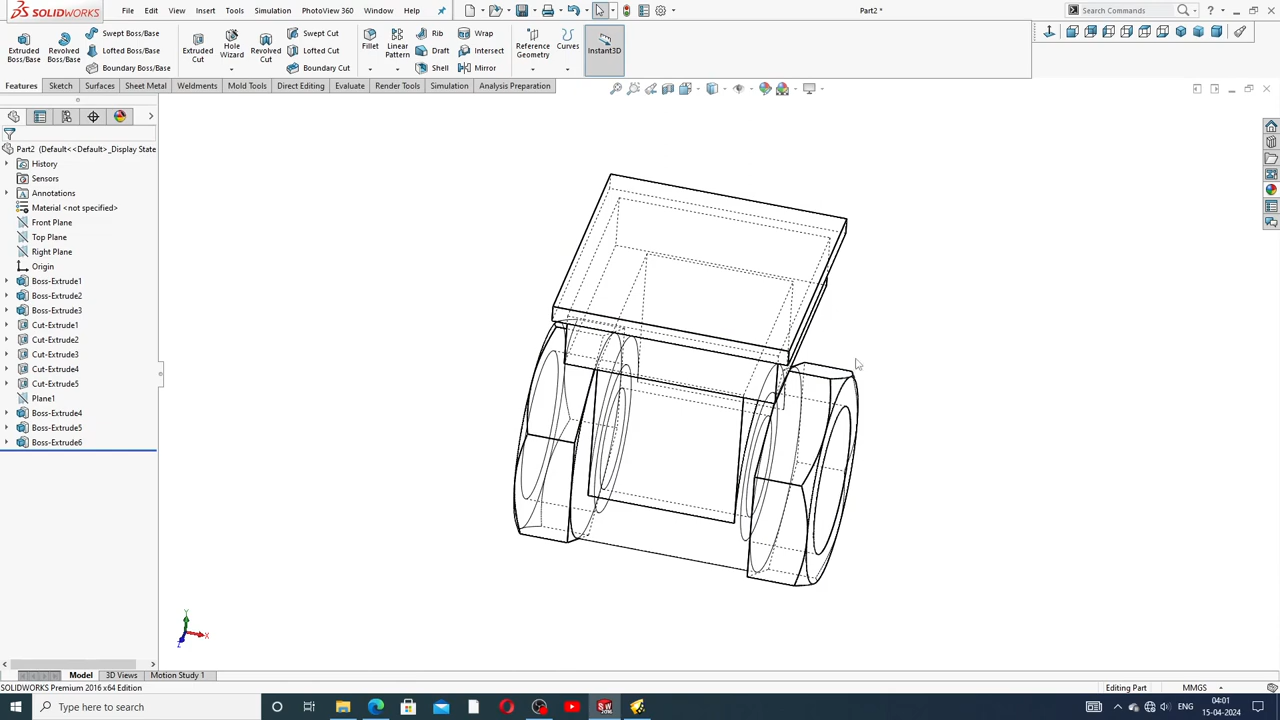 SOLIDWORKS File Edit View Insert Tools Simulation PhotoView 360 Window Help Part2 * Search Commands
Extruded Boss/Base
Revolved Boss/Base
Swept Boss/Base
Lofted Boss/Base
Boundary Boss/Base
Extruded Cut
Hole Wizard
Revolved Cut
Swept Cut
Lofted Cut
Boundary Cut
Fillet
Linear Pattern
Rib
Draft
Shell
Wrap
Intersect
Mirror
Reference Geometry
Curves
Instant3D
Features Sketch Surfaces Sheet Metal Weldments Mold Tools Direct Editing Evaluate Render Tools Simulation Analysis Preparation
Part2 (Default<<Default>_Display State
History
Sensors
Annotations
Material <not specified>
Front Plane
Top Plane
Right Plane
Origin
Boss-Extrude1
Boss-Extrude2
Boss-Extrude3
Cut-Extrude1
Cut-Extrude2
Cut-Extrude3
Cut-Extrude4
Cut-Extrude5
Plane1
Boss-Extrude4
Boss-Extrude5
Boss-Extrude6
Y
X
Z
Model 3D Views Motion Study 1
SOLIDWORKS Premium 2016 x64 Edition Editing Part MMGS
Type here to search ENG 04:01
15-04-2024